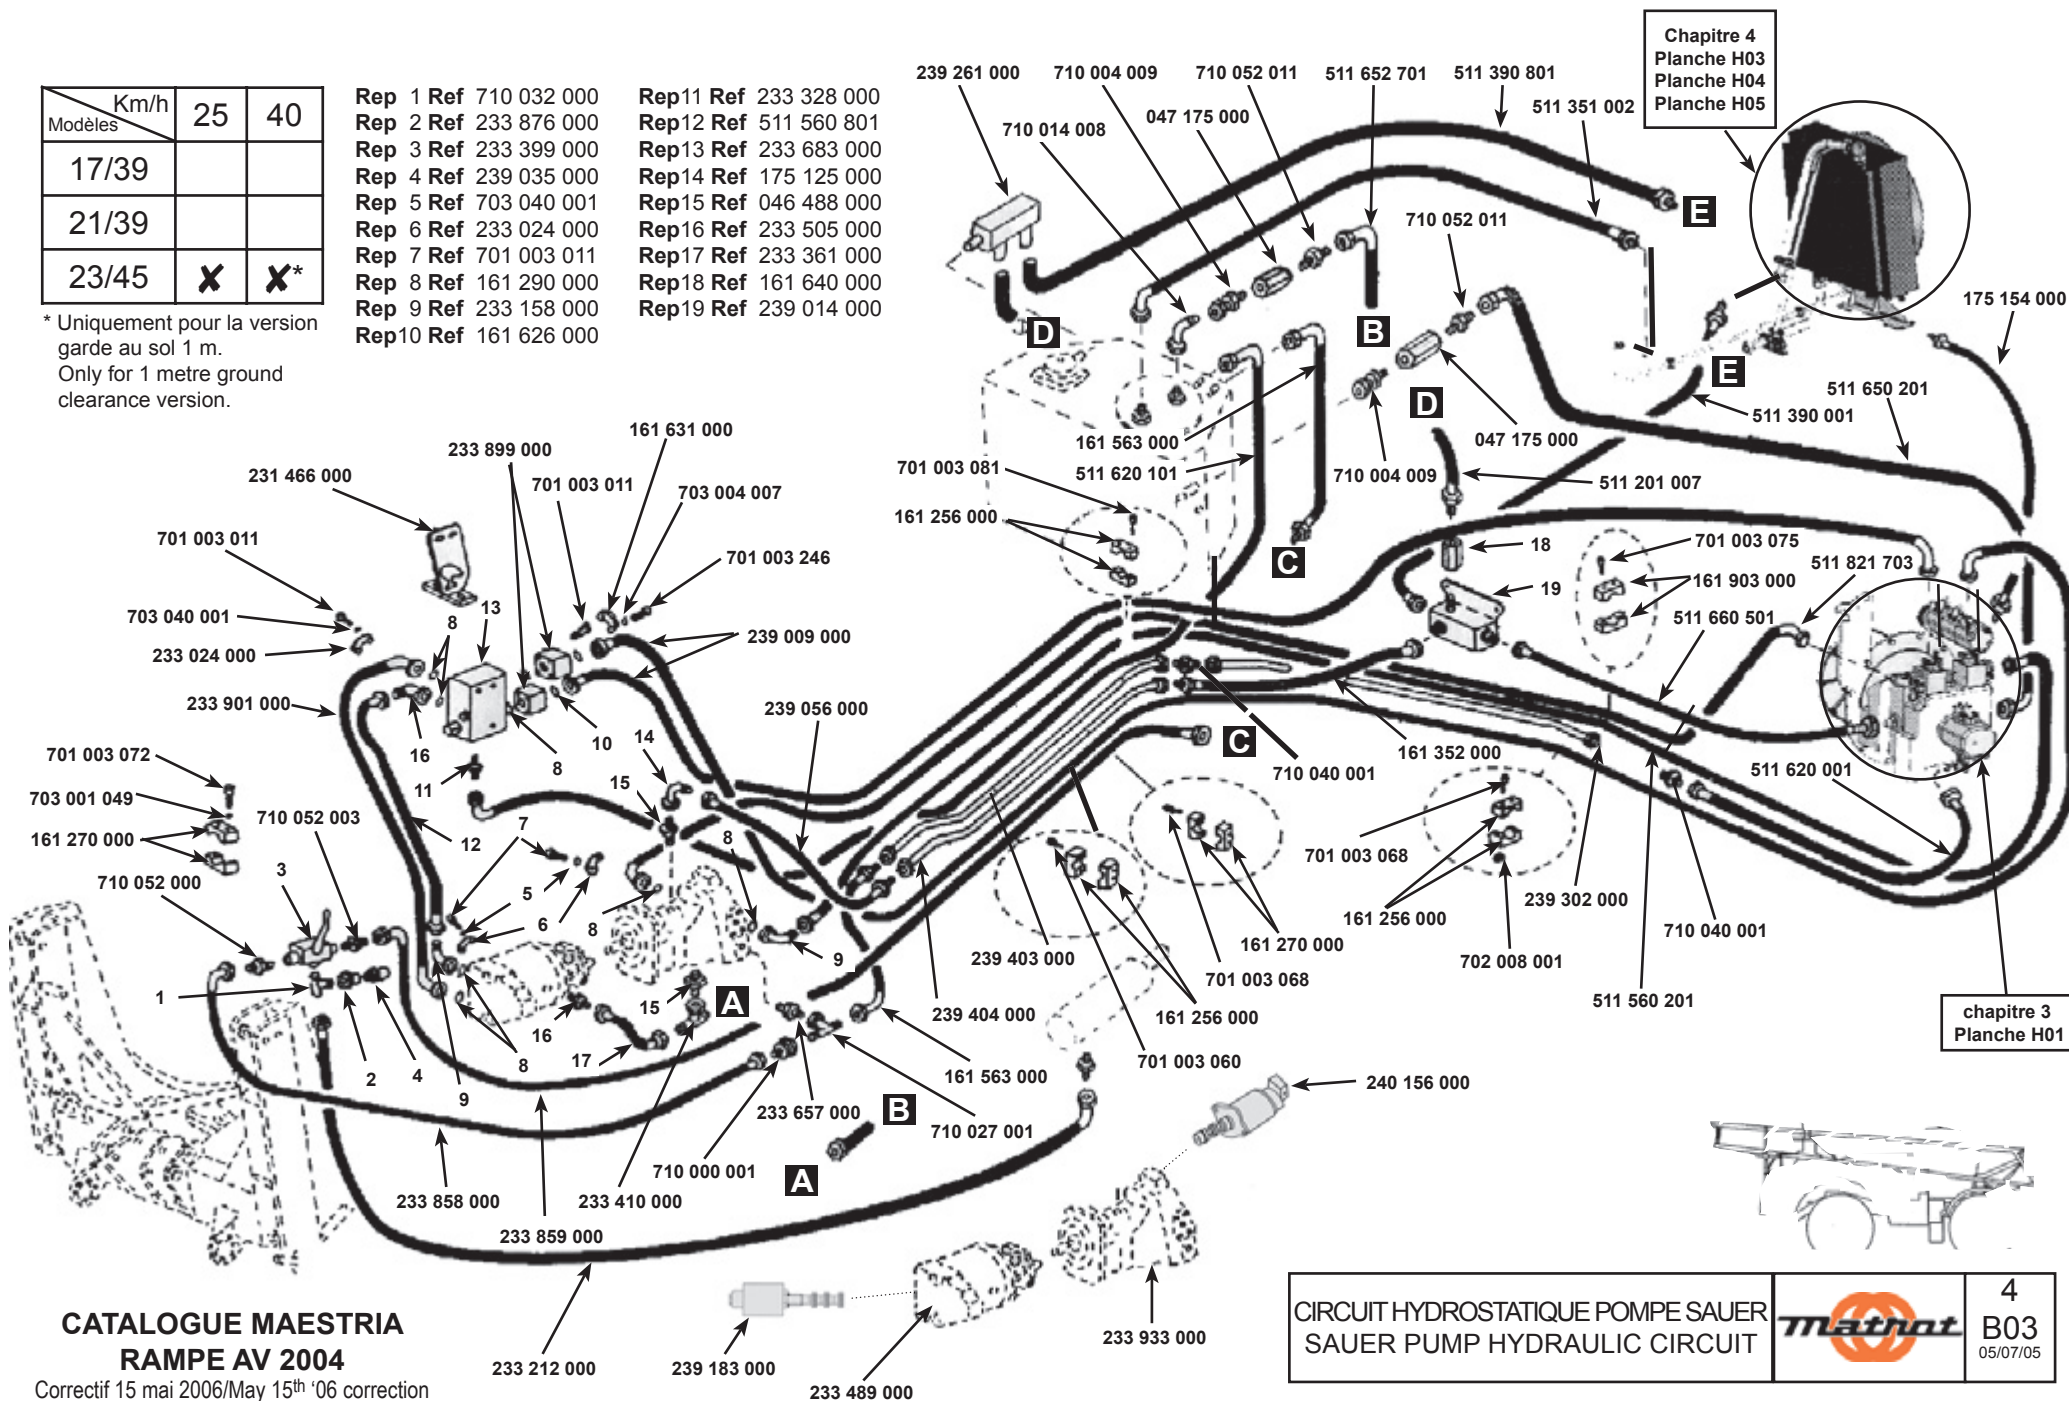 Km/h
Modèles
25
40
17/39
21/39
23/45
✘
✘*
* Uniquement pour la version
garde au sol 1 m.
Only for 1 metre ground
clearance version.
Rep 1 Ref 710 032 000
Rep 2 Ref 233 876 000
Rep 3 Ref 233 399 000
Rep 4 Ref 239 035 000
Rep 5 Ref 703 040 001
Rep 6 Ref 233 024 000
Rep 7 Ref 701 003 011
Rep 8 Ref 161 290 000
Rep 9 Ref 233 158 000
Rep10 Ref 161 626 000
Rep11 Ref 233 328 000
Rep12 Ref 511 560 801
Rep13 Ref 233 683 000
Rep14 Ref 175 125 000
Rep15 Ref 046 488 000
Rep16 Ref 233 505 000
Rep17 Ref 233 361 000
Rep18 Ref 161 640 000
Rep19 Ref 239 014 000
239 261 000
710 004 009
710 052 011
511 652 701
511 390 801
710 014 008
047 175 000
511 351 002
Chapitre 4
Planche H03
Planche H04
Planche H05
E
710 052 011
175 154 000
D
B
E
511 650 201
511 390 001
D
161 563 000
047 175 000
701 003 081
511 620 101
710 004 009
511 201 007
161 256 000
C
18
701 003 075
19
161 903 000
511 821 703
511 660 501
161 631 000
233 899 000
231 466 000
701 003 011
703 004 007
701 003 011
701 003 246
703 040 001
13
8
239 009 000
233 024 000
233 901 000
239 056 000
16
10
14
8
C
161 352 000
710 040 001
701 003 072
11
15
511 620 001
703 001 049
710 052 003
7
161 270 000
12
8
701 003 068
710 052 000
3
5
6
8
9
161 256 000
239 302 000
710 040 001
161 270 000
239 403 000
701 003 068
702 008 001
511 560 201
1
15
A
239 404 000
161 256 000
chapitre 3
Planche H01
16
17
2
4
9
8
161 563 000
701 003 060
240 156 000
233 657 000
B
710 027 001
710 000 001
A
233 858 000
233 410 000
233 859 000
CATALOGUE MAESTRIA
RAMPE AV 2004
Correctif 15 mai 2006/May 15th ‘06 correction
233 212 000
239 183 000
233 489 000
233 933 000
CIRCUIT HYDROSTATIQUE POMPE SAUER
SAUER PUMP HYDRAULIC CIRCUIT
matrot
4
B03
05/07/05